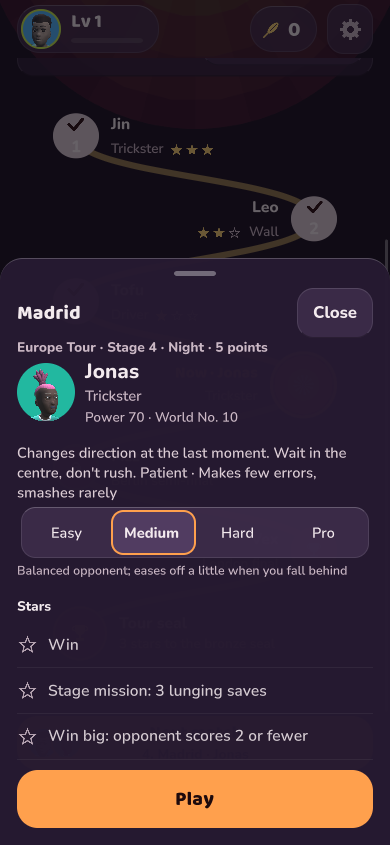 Lv 1
0
Jin
1
Trickster
Leo
Wall
2
Madrid
Close
Europe Tour · Stage 4 · Night · 5 points
Jonas
Trickster
Power 70 · World No. 10
Changes direction at the last moment. Wait in the
centre, don't rush. Patient · Makes few errors,
smashes rarely
Easy
Medium
Hard
Pro
Balanced opponent; eases off a little when you fall behind
Stars
Win
Stage mission: 3 lunging saves
Win big: opponent scores 2 or fewer
Play